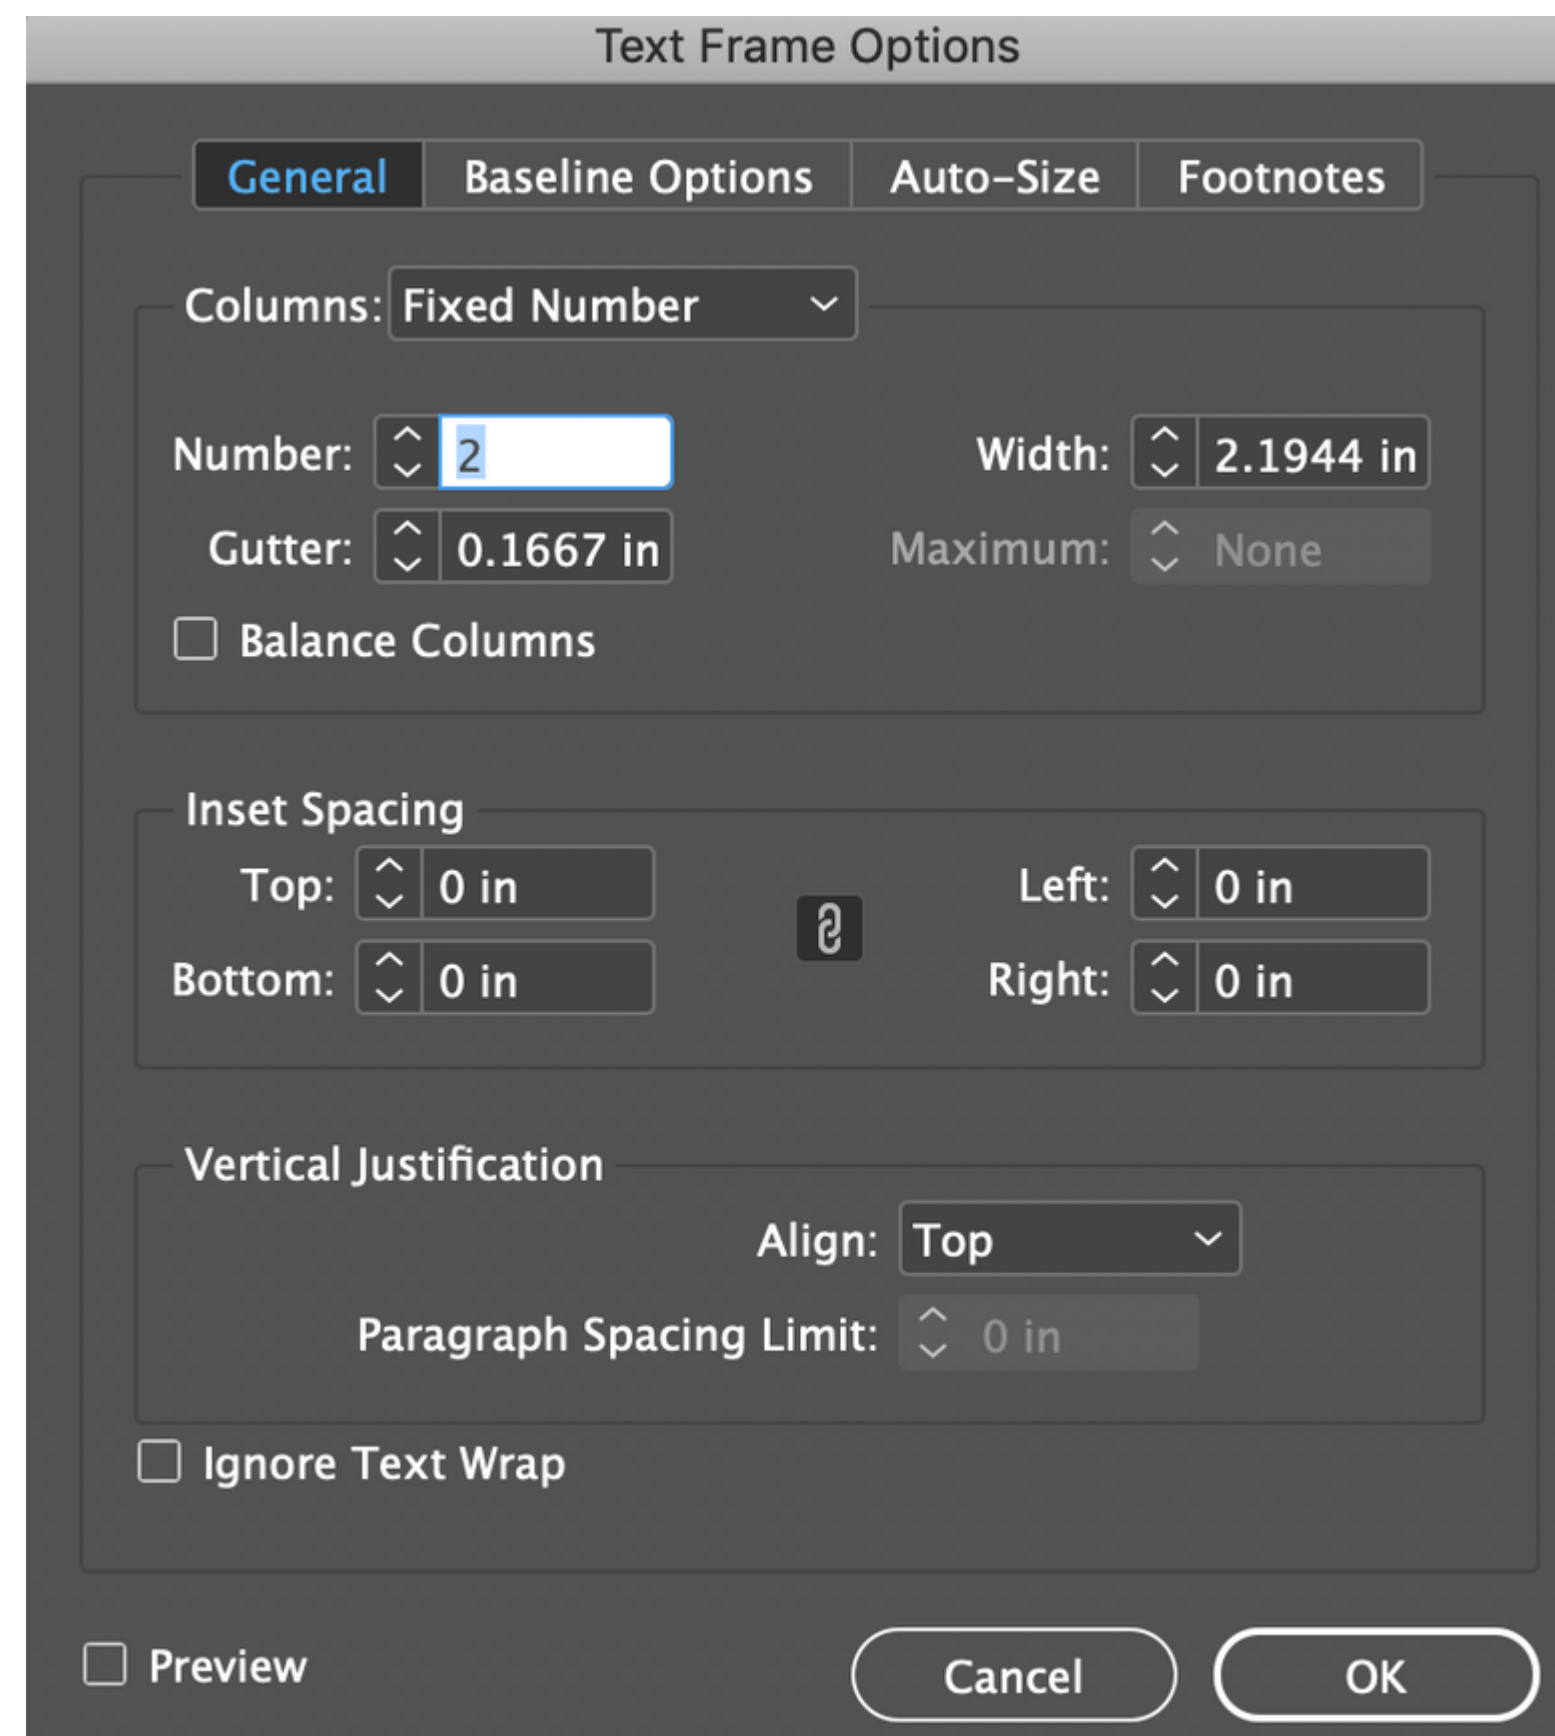 Text Frame Options
General Baseline Options Auto-Size Footnotes
Columns: Fixed Number
Number: 2 Width: 2.1944 in
Gutter: 0.1667 in Maximum: None
Balance Columns
Inset Spacing
Top: 0 in Left: 0 in
Bottom: 0 in Right: 0 in
Vertical Justification
Align: Top
Paragraph Spacing Limit: 0 in
Ignore Text Wrap
Preview Cancel OK